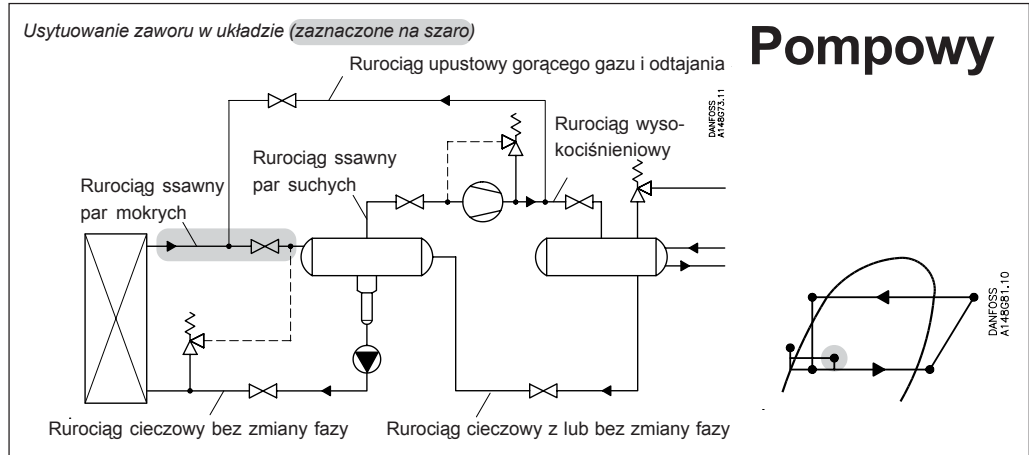 Usytuowanie zaworu w układzie (zaznaczone na szaro)
Pompowy
Rurociąg upustowy gorącego gazu i odtajania
DANFOSS
A148G73.11
Rurociąg wyso-
kociśnieniowy
Rurociąg ssawny
par suchych
Rurociąg ssawny
par mokrych
DANFOSS
A148G81.10
Rurociąg cieczowy bez zmiany fazy
Rurociąg cieczowy z lub bez zmiany fazy